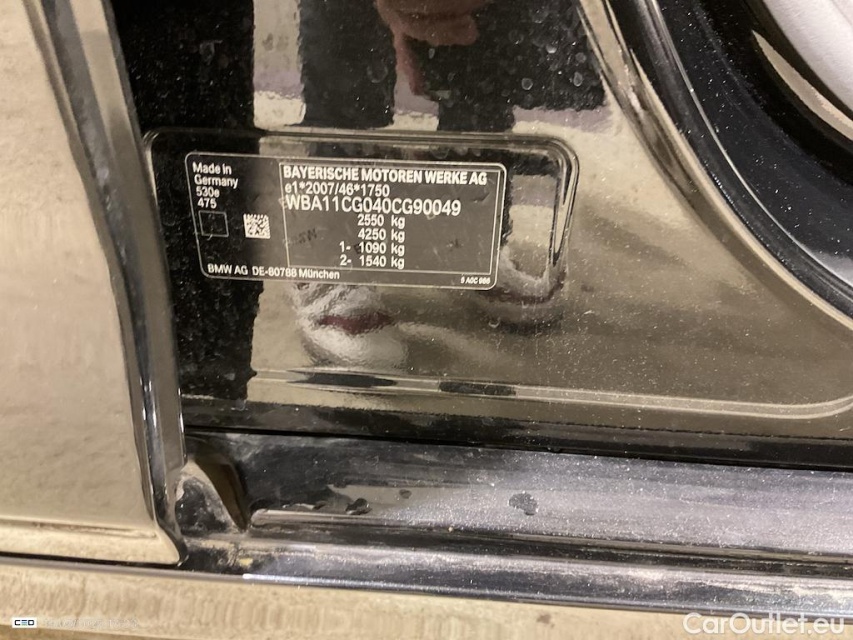 Made in
Germany
530e
475
BAYERISCHE MOTOREN WERKE AG
e1*2007/46*1750
WBA11CG040CG90049
2550 kg
4250 kg
1- 1090 kg
2- 1540 kg
BMW AG DE-80788 München
CarOutlet.eu